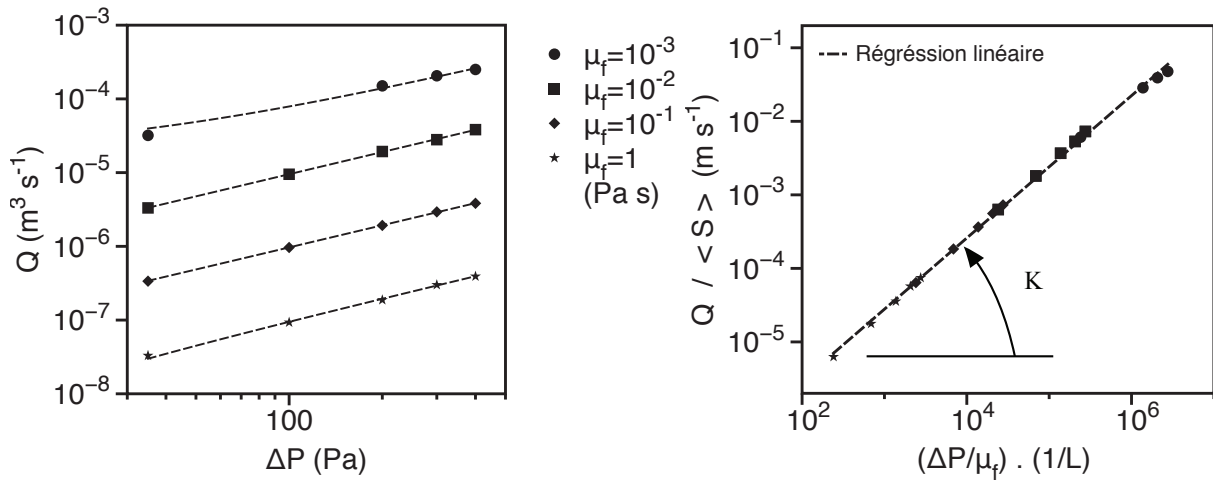 10⁻³
10⁻⁴
10⁻⁵
10⁻⁶
10⁻⁷
10⁻⁸
Q (m³ s⁻¹)
100
ΔP (Pa)
μf=10⁻³
μf=10⁻²
μf=10⁻¹
μf=1
(Pa s)
Régréssion linéaire
10⁻¹
10⁻²
10⁻³
10⁻⁴
10⁻⁵
Q / <S> (m s⁻¹)
K
10² 10⁴ 10⁶
(ΔP/μf) . (1/L)